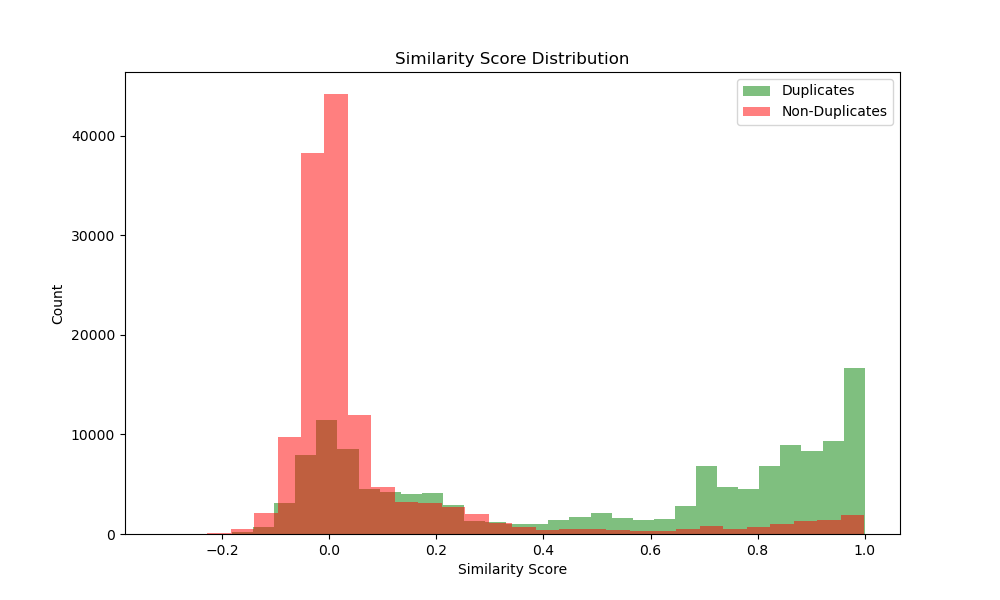 Similarity Score Distribution
Duplicates
Non-Duplicates
Count
40000
30000
20000
10000
0
−0.2 0.0 0.2 0.4 0.6 0.8 1.0
Similarity Score